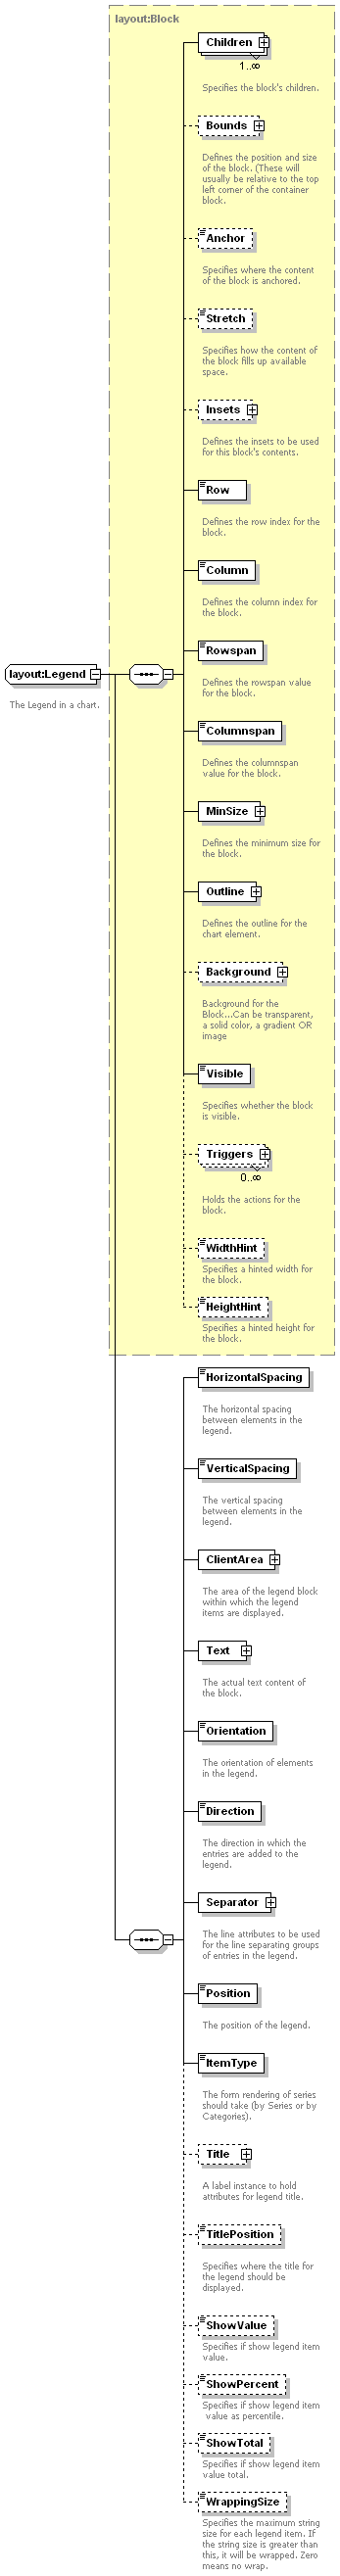 layout:Block
Children
1..∞
Specifies the block's children.
Bounds
Defines the position and size
of the block. (These will
usually be relative to the top
left corner of the container
block.
Anchor
Specifies where the content
of the block is anchored.
Stretch
Specifies how the content of
the block fills up available
space.
Insets
Defines the insets to be used
for this block's contents.
Row
Defines the row index for the
block.
Column
Defines the column index for
the block.
Rowspan
Defines the rowspan value
for the block.
layout:Legend
The Legend in a chart.
Columnspan
Defines the columnspan
value for the block.
MinSize
Defines the minimum size for
the block.
Outline
Defines the outline for the
chart element.
Background
Background for the
Block...Can be transparent,
a solid color, a gradient OR
image
Visible
Specifies whether the block
is visible.
Triggers
0..∞
Holds the actions for the
block.
WidthHint
Specifies a hinted width for
the block.
HeightHint
Specifies a hinted height for
the block.
HorizontalSpacing
The horizontal spacing
between elements in the
legend.
VerticalSpacing
The vertical spacing
between elements in the
legend.
ClientArea
The area of the legend block
within which the legend
items are displayed.
Text
The actual text content of
the block.
Orientation
The orientation of elements
in the legend.
Direction
The direction in which the
entries are added to the
legend.
Separator
The line attributes to be used
for the line separating groups
of entries in the legend.
Position
The position of the legend.
ItemType
The form rendering of series
should take (by Series or by
Categories).
Title
A label instance to hold
attributes for legend title.
TitlePosition
Specifies where the title for
the legend should be
displayed.
ShowValue
Specifies if show legend item
value.
ShowPercent
Specifies if show legend item
value as percentile.
ShowTotal
Specifies if show legend item
value total.
WrappingSize
Specifies the maximum string
size for each legend item. If
the string size is greater than
this, it will be wrapped. Zero
means no wrap.